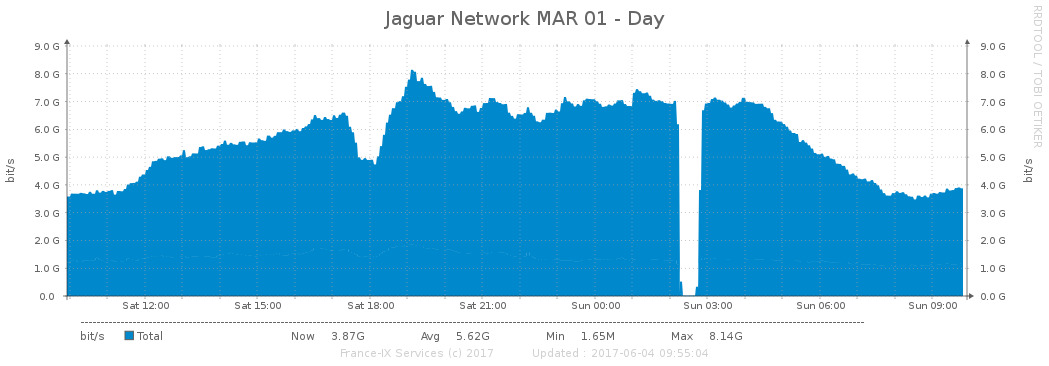 Jaguar Network MAR 01 - Day
RRDTOOL / TOBI OETIKER
9.0 G 9.0 G
8.0 G 8.0 G
7.0 G 7.0 G
6.0 G 6.0 G
5.0 G 5.0 G
4.0 G 4.0 G
3.0 G 3.0 G
2.0 G 2.0 G
1.0 G 1.0 G
0.0 0.0 G
bit/s
bit/s
Sat 12:00 Sat 15:00 Sat 18:00 Sat 21:00 Sun 00:00 Sun 03:00 Sun 06:00 Sun 09:00
bit/s Total Now 3.87G Avg 5.62G Min 1.65M Max 8.14G
France-IX Services (c) 2017 Updated : 2017-06-04 09:55:04